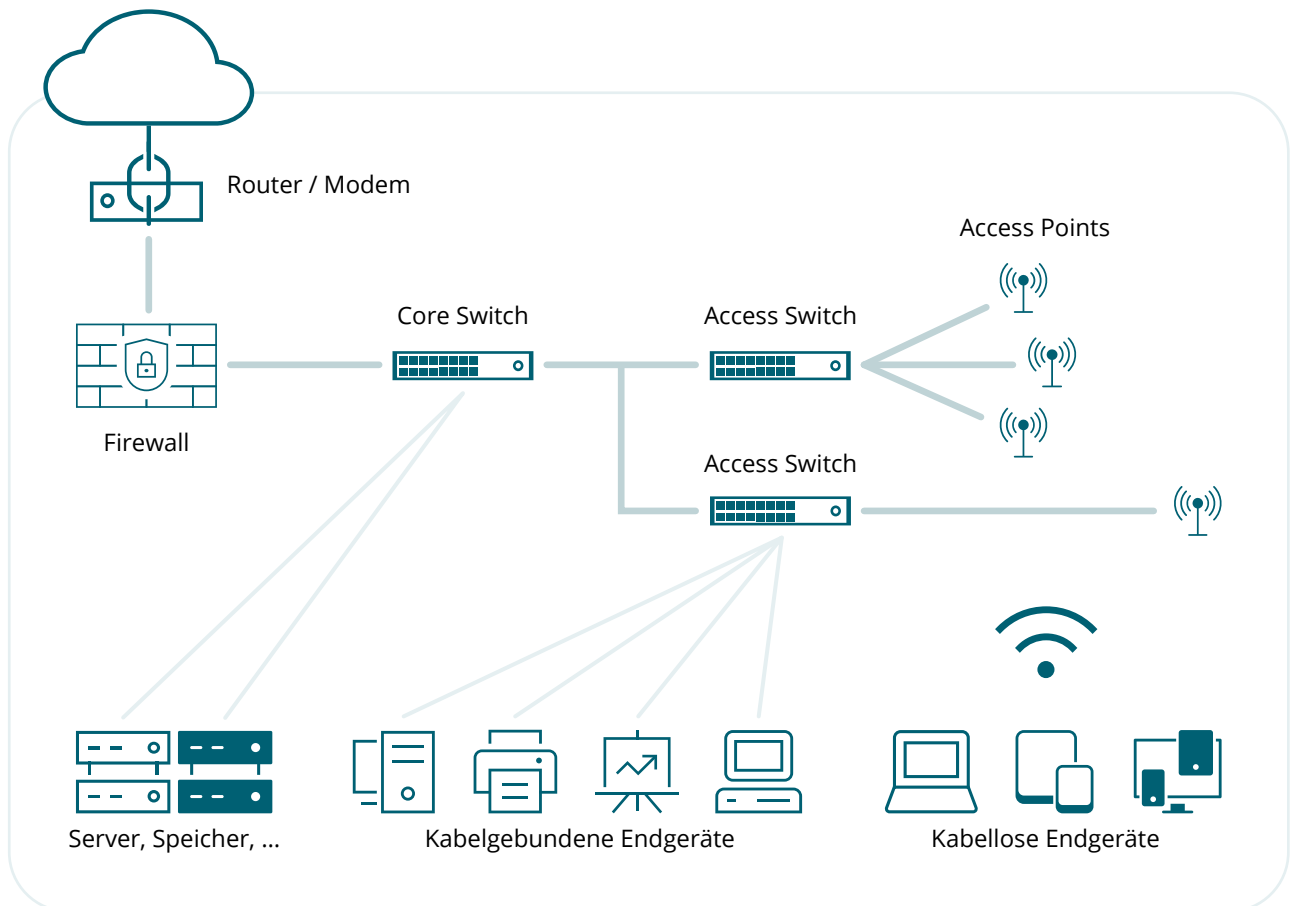 Router / Modem
Access Points
Core Switch
Access Switch
Firewall
Access Switch
Server, Speicher, ...
Kabelgebundene Endgeräte
Kabellose Endgeräte